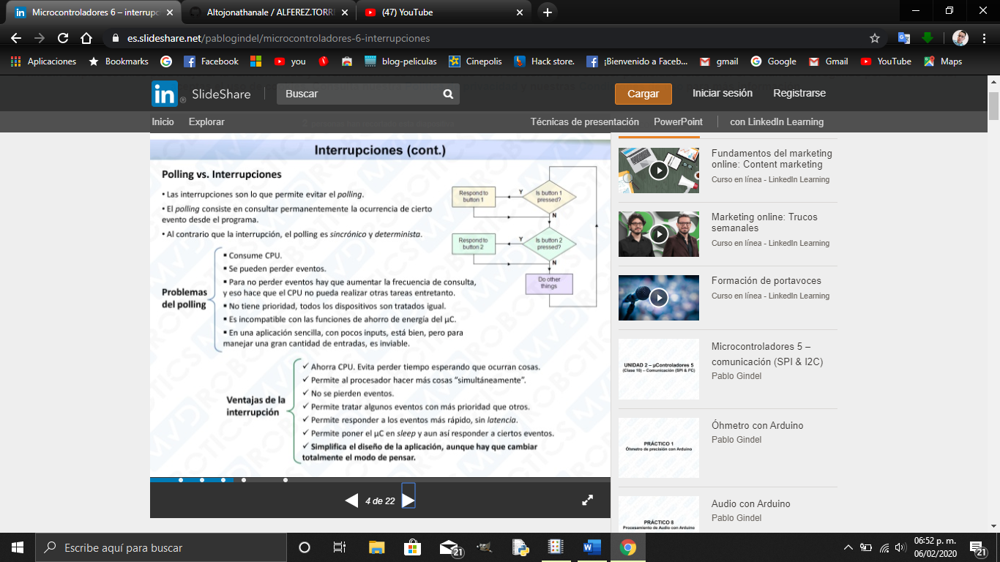 Microcontroladores 6 – interrupc
Altojonathanale / ALFEREZ.TORRE
(47) YouTube
es.slideshare.net/pablogindel/microcontroladores-6-interrupciones
Aplicaciones
Bookmarks
Facebook
you
blog-peliculas
Cinepolis
Hack store.
¡Bienvenido a Faceb...
gmail
Google
Gmail
YouTube
Maps
in SlideShare
Buscar
Cargar
Iniciar sesión
Registrarse
Inicio
Explorar
Técnicas de presentación
PowerPoint
con LinkedIn Learning
Interrupciones (cont.)
Polling vs. Interrupciones
• Las interrupciones son lo que permite evitar el polling.
• El polling consiste en consultar permanentemente la ocurrencia de cierto
evento desde el programa.
• Al contrario que la interrupción, el polling es sincrónico y determinista.
Problemas
del polling
▪ Consume CPU.
▪ Se pueden perder eventos.
▪ Para no perder eventos hay que aumentar la frecuencia de consulta,
y eso hace que el CPU no pueda realizar otras tareas entretanto.
▪ No tiene prioridad, todos los dispositivos son tratados igual.
▪ Es incompatible con las funciones de ahorro de energía del µC.
▪ En una aplicación sencilla, con pocos inputs, está bien, pero para
manejar una gran cantidad de entradas, es inviable.
Respond to
button 1
Y
Is button 1
pressed?
N
Respond to
button 2
Y
Is button 2
pressed?
N
Do other
things
Ventajas de la
interrupción
✓ Ahorra CPU. Evita perder tiempo esperando que ocurran cosas.
✓ Permite al procesador hacer más cosas “simultáneamente”.
✓ No se pierden eventos.
✓ Permite tratar algunos eventos con más prioridad que otros.
✓ Permite responder a los eventos más rápido, sin latencia.
✓ Permite poner el µC en sleep y aun así responder a ciertos eventos.
✓ Simplifica el diseño de la aplicación, aunque hay que cambiar
totalmente el modo de pensar.
4 de 22
Fundamentos del marketing
online: Content marketing
Curso en línea - LinkedIn Learning
Marketing online: Trucos
semanales
Curso en línea - LinkedIn Learning
Formación de portavoces
Curso en línea - LinkedIn Learning
UNIDAD 2 – µControladores 5
(Clase 10) – Comunicación (SPI & I²C)
Microcontroladores 5 –
comunicación (SPI & I2C)
Pablo Gindel
PRÁCTICO 1
Óhmetro de precisión con Arduino
Óhmetro con Arduino
Pablo Gindel
PRÁCTICO 8
Procesamiento de Audio con Arduino
Audio con Arduino
Pablo Gindel
Escribe aquí para buscar
21
06:52 p. m.
06/02/2020
21